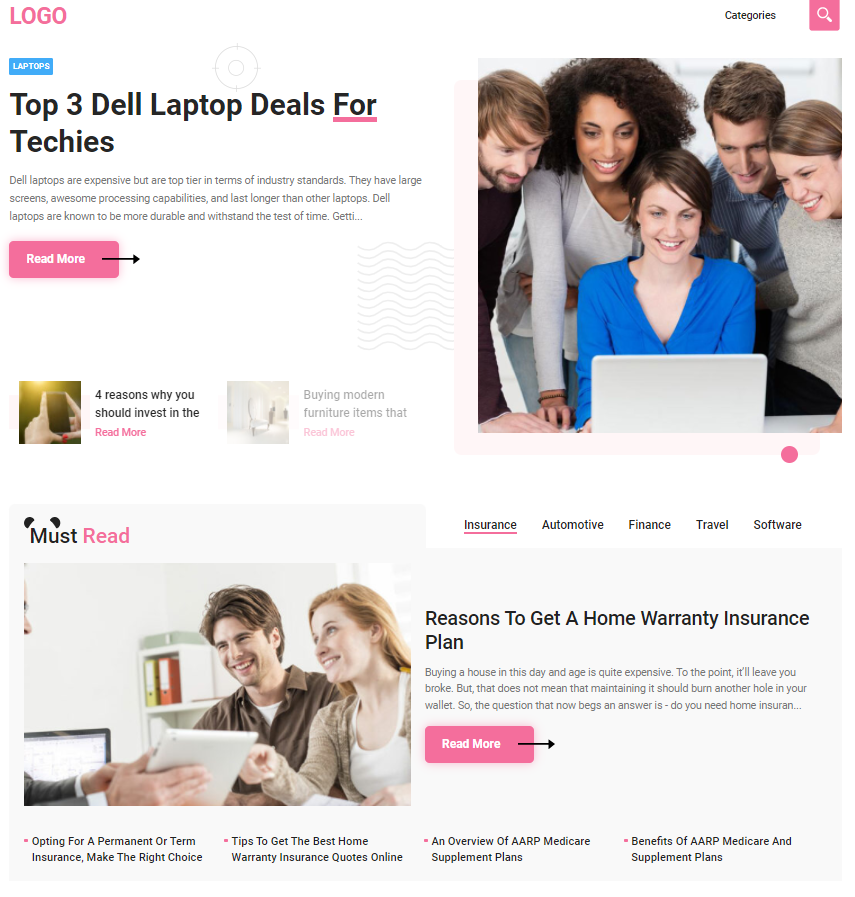 LOGO
Categories
LAPTOPS
Top 3 Dell Laptop Deals For
Techies
Dell laptops are expensive but are top tier in terms of industry standards. They have large
screens, awesome processing capabilities, and last longer than other laptops. Dell
laptops are known to be more durable and withstand the test of time. Getti...
Read More
4 reasons why you
should invest in the
Read More
Buying modern
furniture items that
Read More
Must Read
Insurance
Automotive
Finance
Travel
Software
Reasons To Get A Home Warranty Insurance
Plan
Buying a house in this day and age is quite expensive. To the point, it'll leave you
broke. But, that does not mean that maintaining it should burn another hole in your
wallet. So, the question that now begs an answer is - do you need home insuran...
Read More
Opting For A Permanent Or Term
Insurance, Make The Right Choice
Tips To Get The Best Home
Warranty Insurance Quotes Online
An Overview Of AARP Medicare
Supplement Plans
Benefits Of AARP Medicare And
Supplement Plans